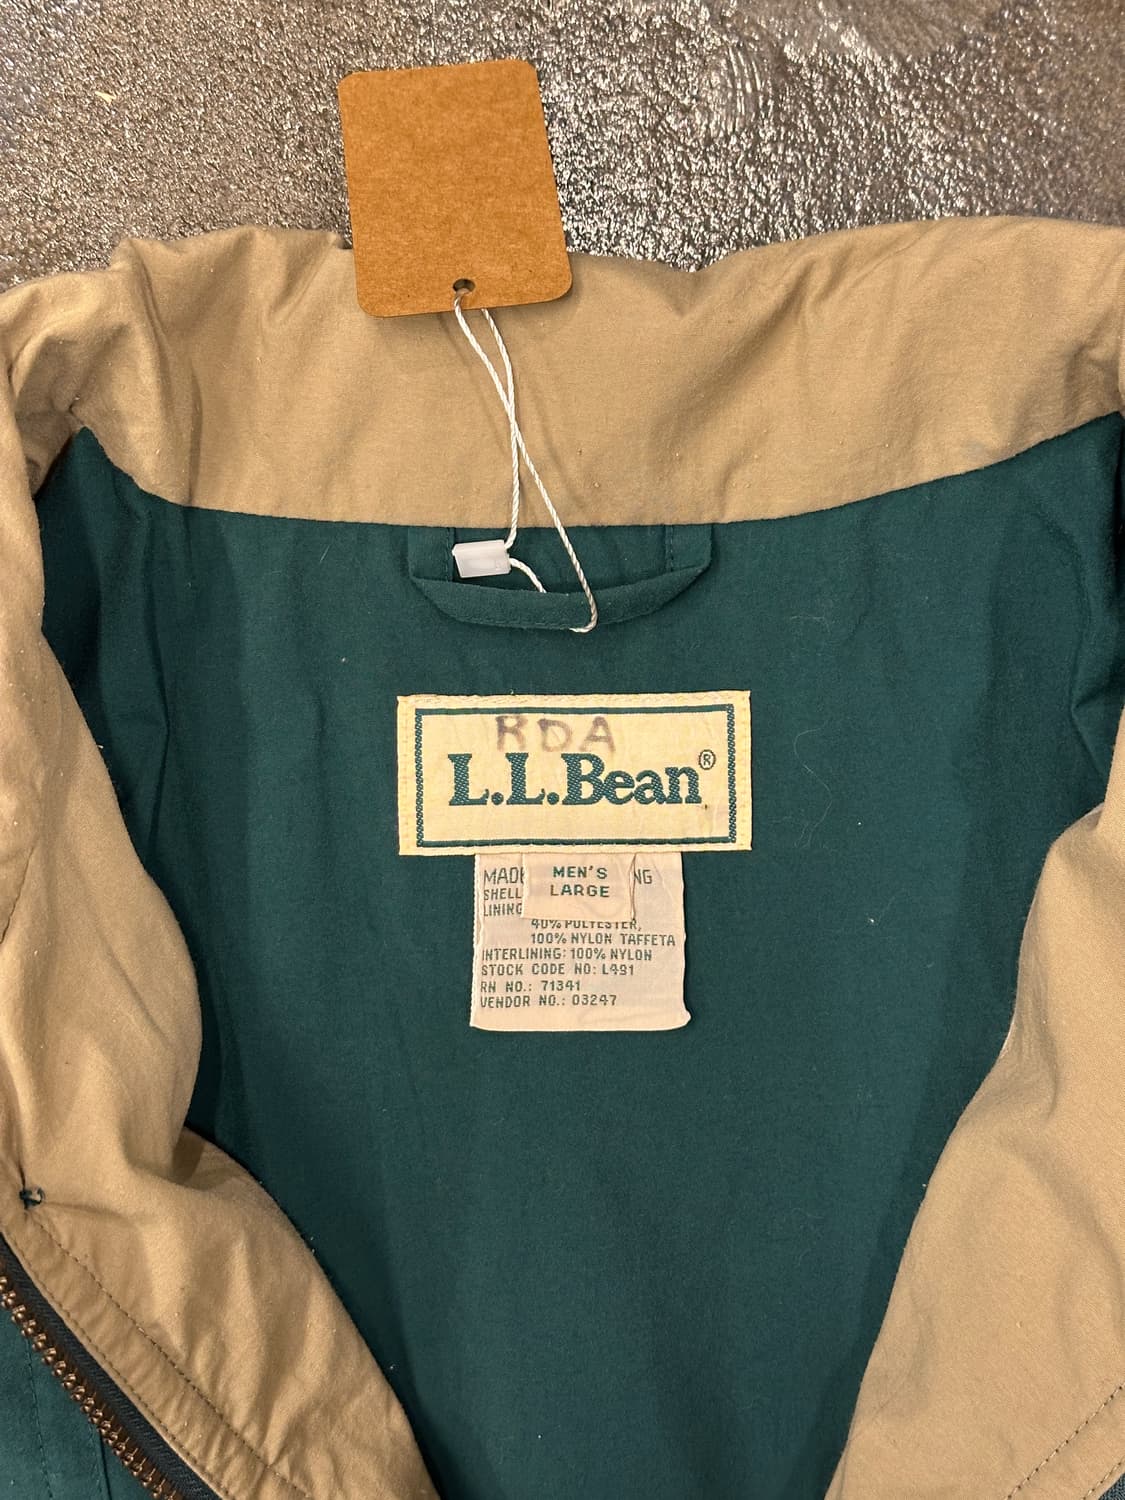 RDA
L.L.Bean®
MEN'S
LARGE
MADE NG
SHELL
LINING
40% POLYESTER,
100% NYLON TAFFETA
INTERLINING: 100% NYLON
STOCK CODE NO: L491
RN NO.: 71341
VENDOR NO.: 03247